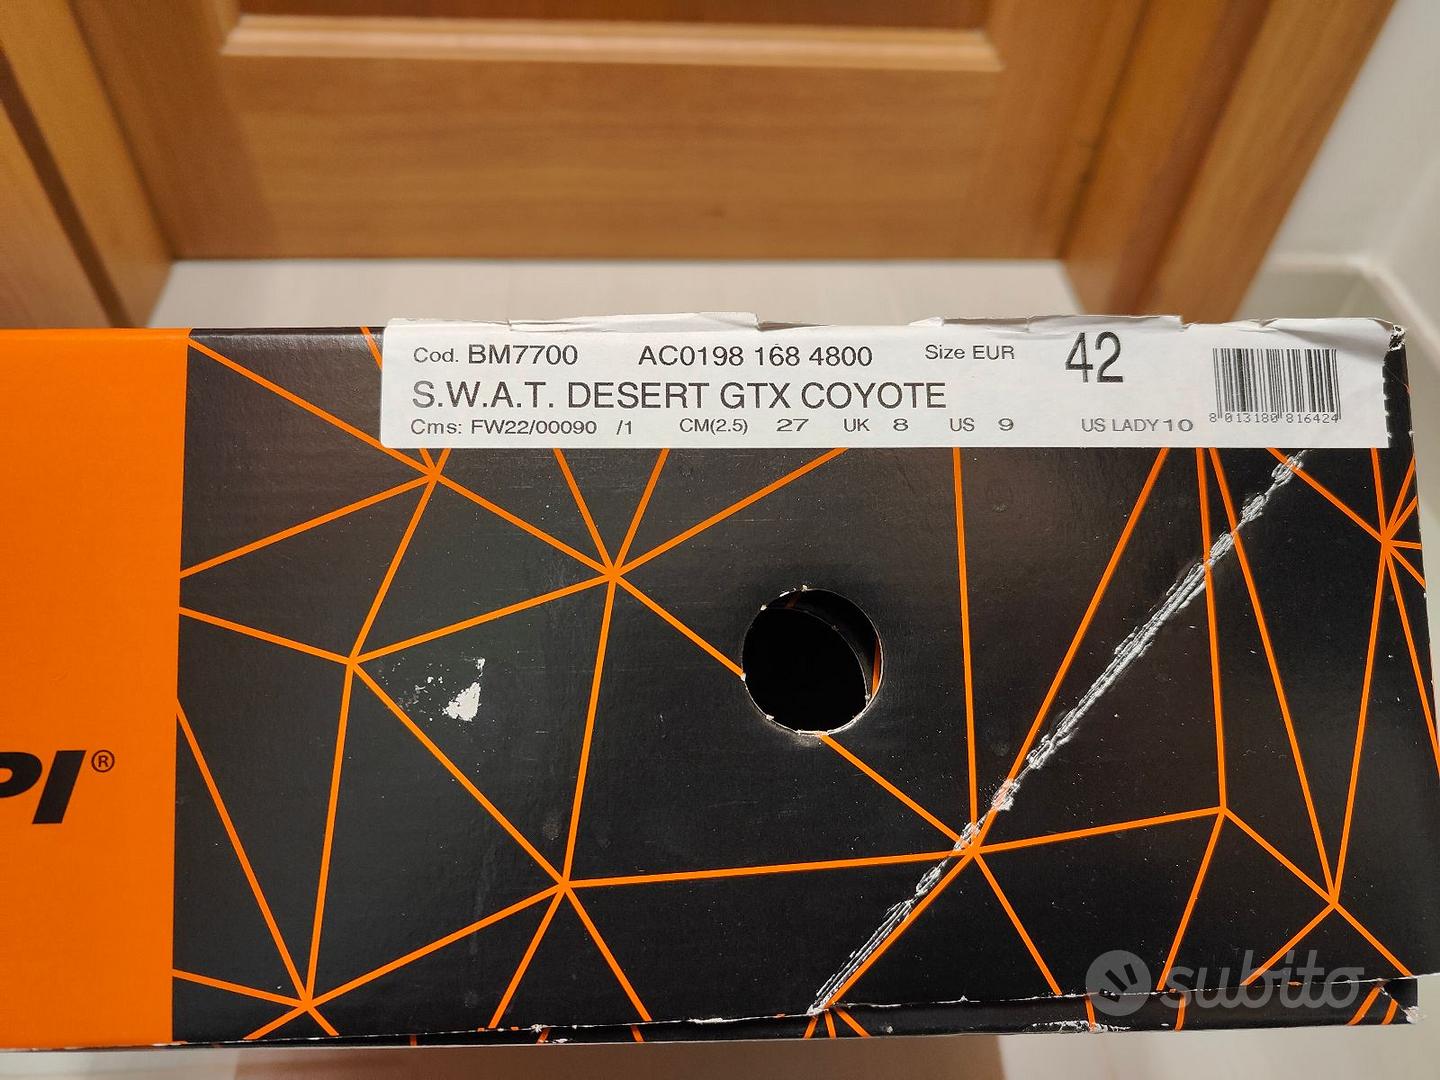 Cod. BM7700 AC0198 168 4800 Size EUR 42
S.W.A.T. DESERT GTX COYOTE
Cms: FW22/00090 /1 CM(2.5) 27 UK 8 US 9 US LADY 10
8 013180 816424
PI®
subito